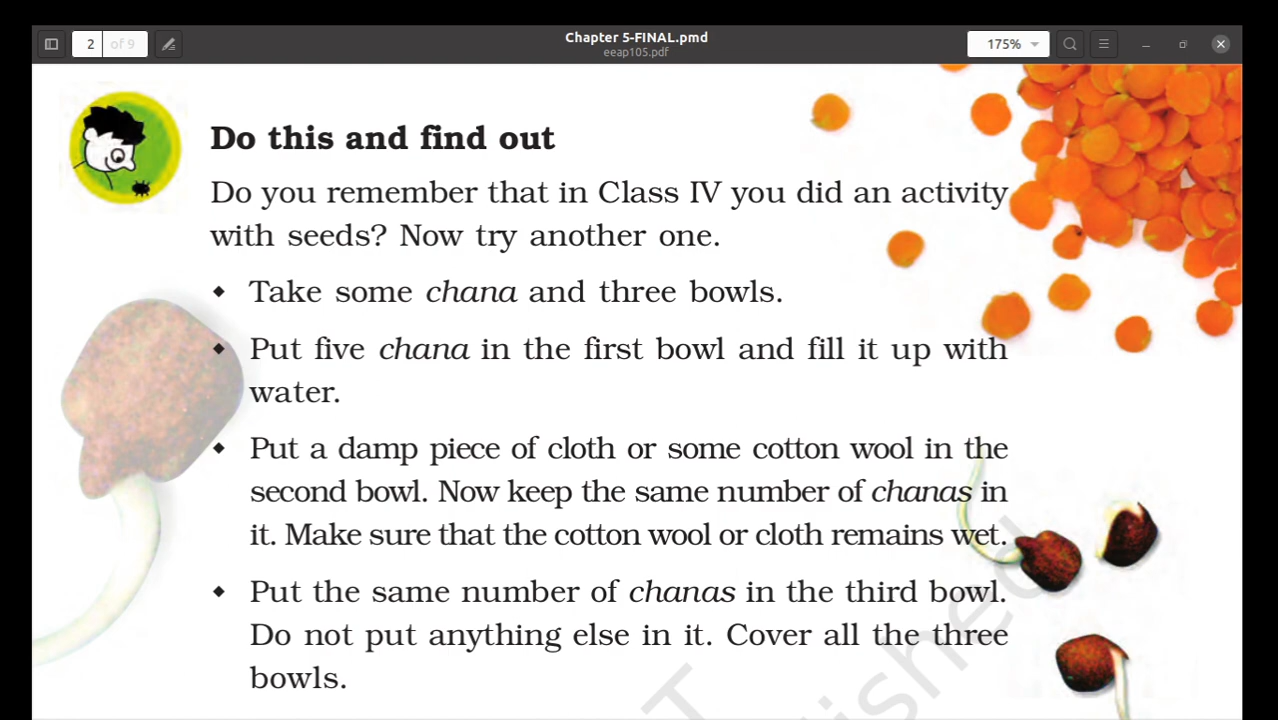 Chapter 5-FINAL.pmd
eeap105.pdf
2 of 9
175%
Do this and find out
Do you remember that in Class IV you did an activity
with seeds? Now try another one.
◆ Take some chana and three bowls.
◆ Put five chana in the first bowl and fill it up with
water.
◆ Put a damp piece of cloth or some cotton wool in the
second bowl. Now keep the same number of chanas in
it. Make sure that the cotton wool or cloth remains wet.
◆ Put the same number of chanas in the third bowl.
Do not put anything else in it. Cover all the three
bowls.